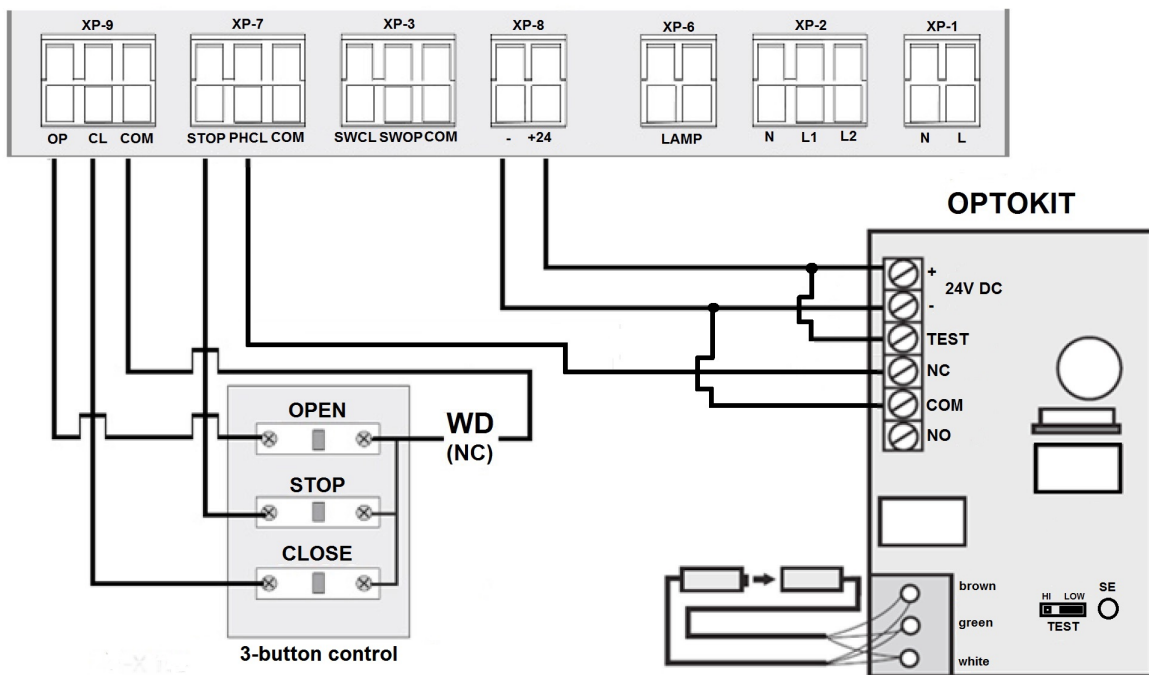 XP-9 XP-7 XP-3 XP-8 XP-6 XP-2 XP-1
OP CL COM STOP PHCL COM SWCL SWOP COM - +24 LAMP N L1 L2 N L
OPTOKIT
+
24V DC
-
TEST
NC
COM
NO
OPEN
WD
(NC)
STOP
CLOSE
3-button control
brown
green
white
HI LOW
TEST
SE